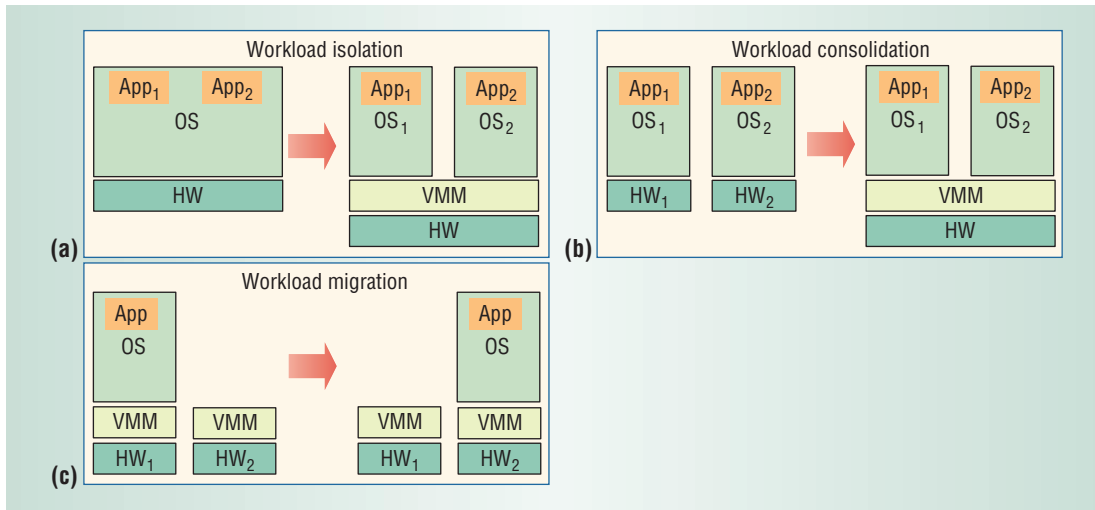 Workload isolation
App₁ App₂ App₁ App₂
OS OS₁ OS₂
HW VMM
HW
(a)
Workload consolidation
App₁ App₂ App₁ App₂
OS₁ OS₂ OS₁ OS₂
HW₁ HW₂ VMM
HW
(b)
Workload migration
App App
OS OS
VMM VMM VMM VMM
HW₁ HW₂ HW₁ HW₂
(c)